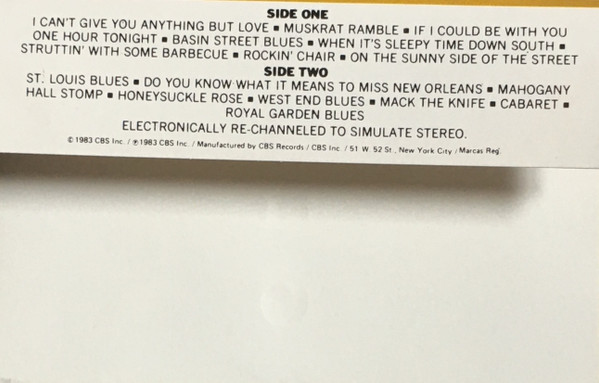 SIDE ONE
I CAN'T GIVE YOU ANYTHING BUT LOVE ■ MUSKRAT RAMBLE ■ IF I COULD BE WITH YOU
ONE HOUR TONIGHT ■ BASIN STREET BLUES ■ WHEN IT'S SLEEPY TIME DOWN SOUTH ■
STRUTTIN' WITH SOME BARBECUE ■ ROCKIN' CHAIR ■ ON THE SUNNY SIDE OF THE STREET
SIDE TWO
ST. LOUIS BLUES ■ DO YOU KNOW WHAT IT MEANS TO MISS NEW ORLEANS ■ MAHOGANY
HALL STOMP ■ HONEYSUCKLE ROSE ■ WEST END BLUES ■ MACK THE KNIFE ■ CABARET ■
ROYAL GARDEN BLUES
ELECTRONICALLY RE-CHANNELED TO SIMULATE STEREO.
© 1983 CBS Inc. / ℗ 1983 CBS Inc. / Manufactured by CBS Records / CBS Inc. / 51 W. 52 St., New York City / Marcas Reg.